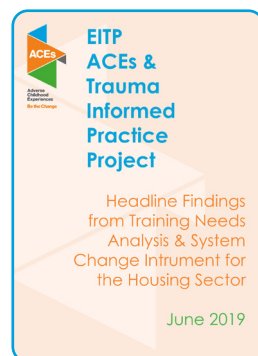 ACEs
Adverse
Childhood
Experiences
Be the Change
EITP
ACEs &
Trauma
Informed
Practice
Project
Headline Findings
from Training Needs
Analysis & System
Change Intrument for
the Housing Sector
June 2019